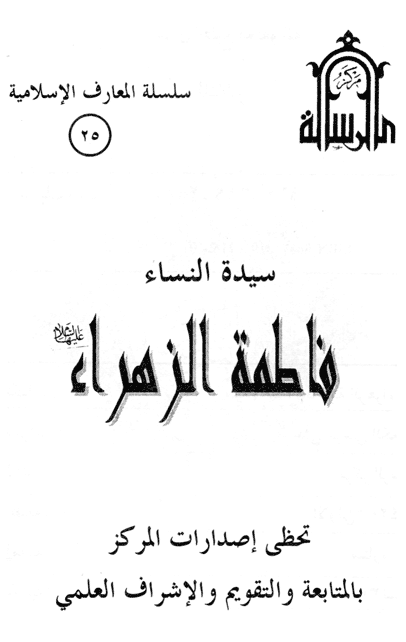 مركز
الرسالة
سلسلة المعارف الإسلامية
٢٥
سيدة النساء
فاطمة الزهراء عليها السلام
تحظى إصدارات المركز
بالمتابعة والتقويم والإشراف العلمي